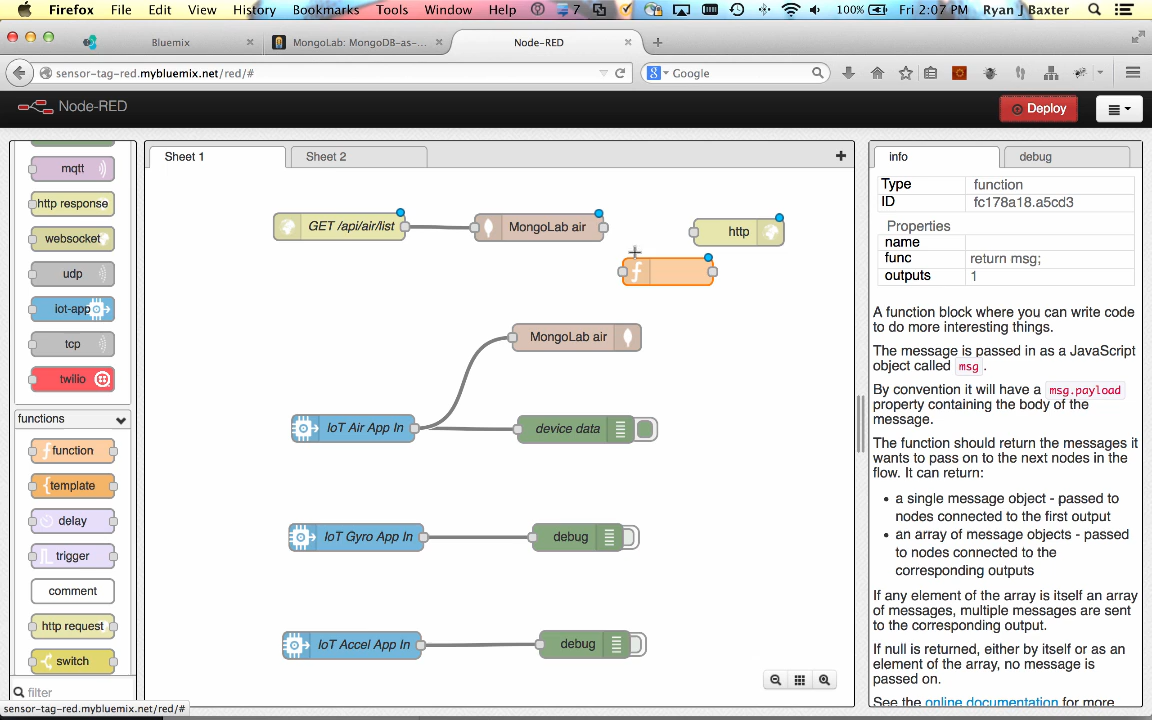 Firefox File Edit View History Bookmarks Tools Window Help 7 100% Fri 2:07 PM Ryan J Baxter
Bluemix × MongoLab: MongoDB-as-... × Node-RED × +
sensor-tag-red.mybluemix.net/red/# Google
Node-RED Deploy
Sheet 1 Sheet 2 + info debug
mqtt
http response
websocket
udp
iot-app
tcp
twilio
functions
function
template
delay
trigger
comment
http request
switch
filter
GET /api/air/list MongoLab air http
f
MongoLab air
IoT Air App In device data
IoT Gyro App In debug
IoT Accel App In debug
Type function
ID fc178a18.a5cd3
Properties
name
func return msg;
outputs 1
A function block where you can write code
to do more interesting things.
The message is passed in as a JavaScript
object called msg .
By convention it will have a msg.payload
property containing the body of the
message.
The function should return the messages it
wants to pass on to the next nodes in the
flow. It can return:
• a single message object - passed to
nodes connected to the first output
• an array of message objects - passed
to nodes connected to the
corresponding outputs
If any element of the array is itself an array
of messages, multiple messages are sent
to the corresponding output.
If null is returned, either by itself or as an
element of the array, no message is
passed on.
See the online documentation for more
sensor-tag-red.mybluemix.net/red/#